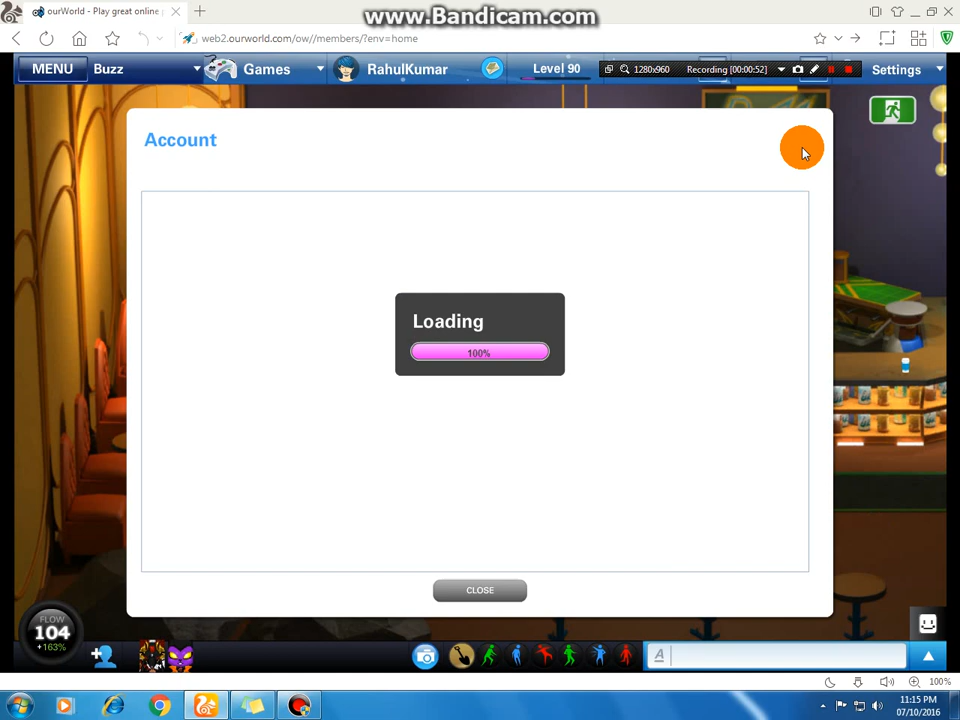 www.Bandicam.com
ourWorld - Play great online
web2.ourworld.com/ow//members/?env=home
MENU Buzz Games RahulKumar Level 90 1280x960 Recording [00:00:52] Settings
Account
Loading
100%
CLOSE
FLOW
104
+163%
A
100%
11:15 PM
07/10/2016